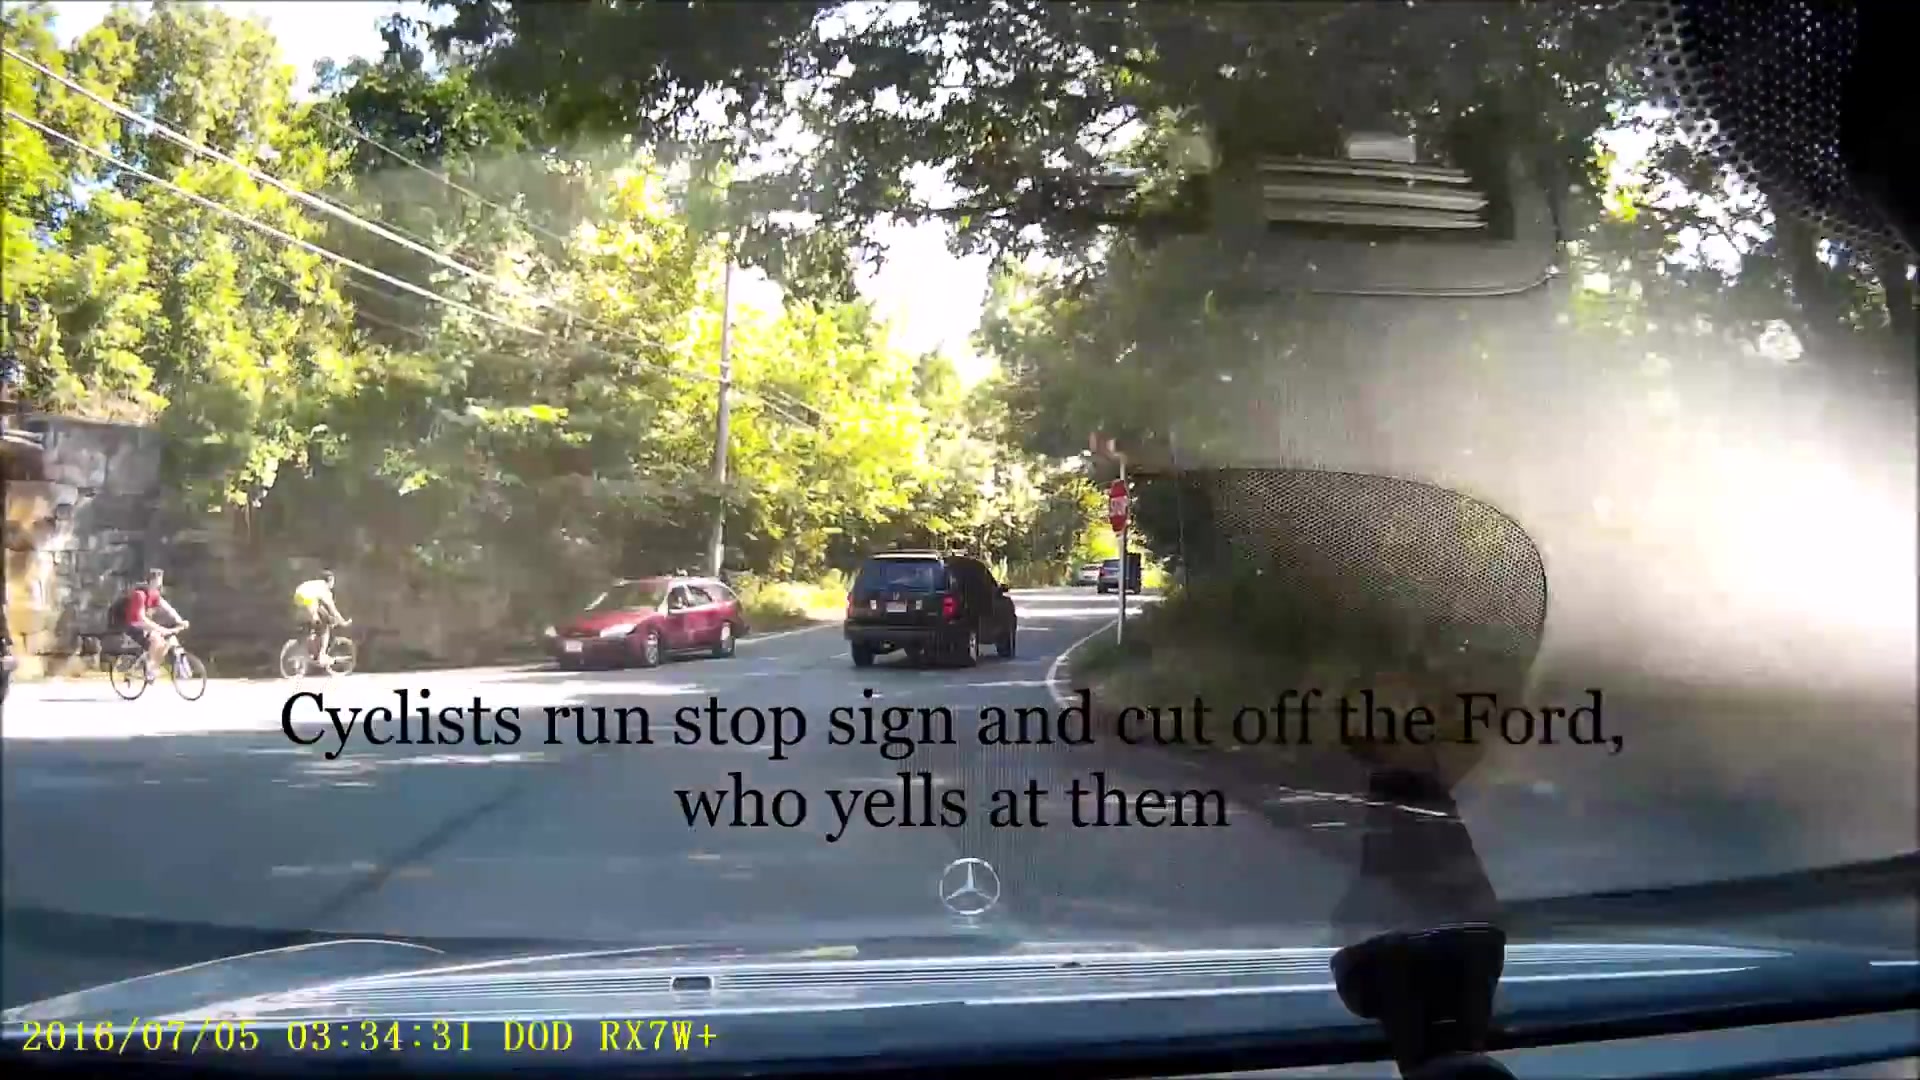 STOP
Cyclists run stop sign and cut off the Ford,
who yells at them
2016/07/05 03:34:31 DOD RX7W+